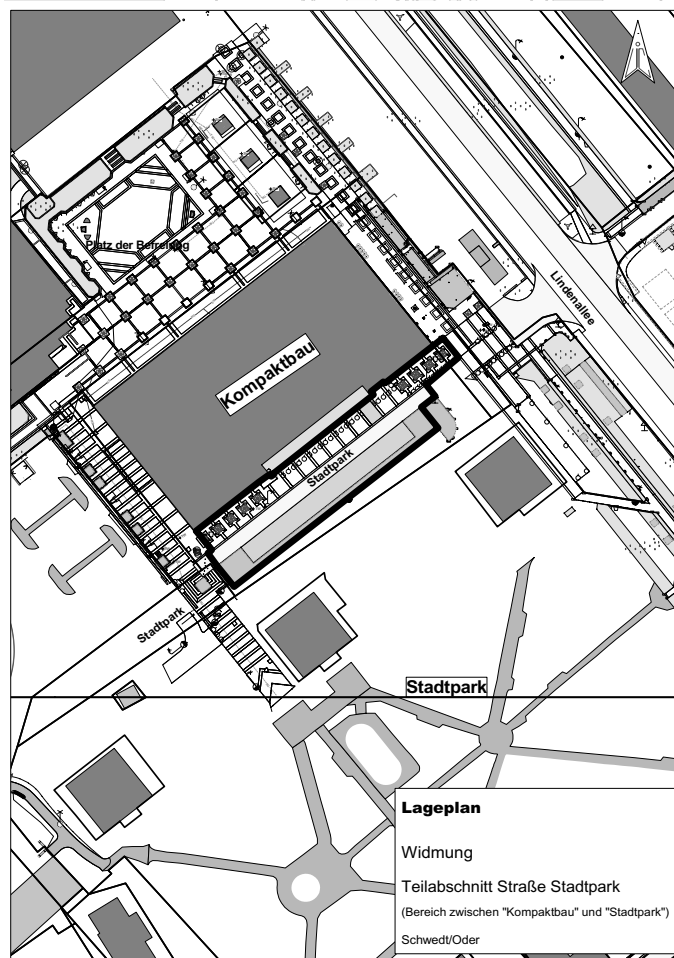 Platz der Befreiung
Lindenallee
Kompaktbau
Stadtpark
Stadtpark
Stadtpark
Lageplan
Widmung
Teilabschnitt Straße Stadtpark
(Bereich zwischen "Kompaktbau" und "Stadtpark")
Schwedt/Oder